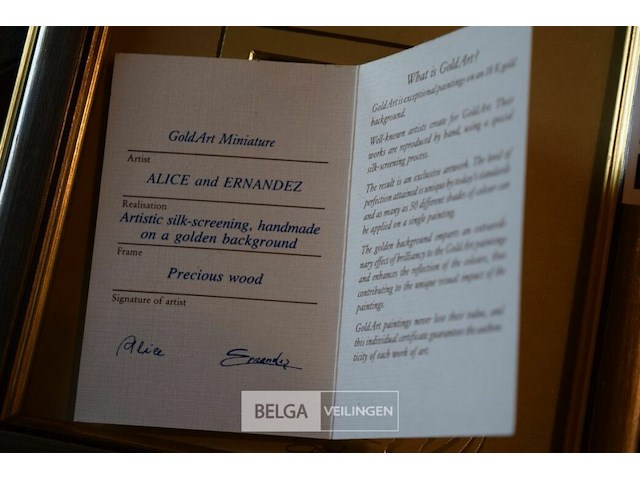 GoldArt Miniature
Artist
ALICE and ERNANDEZ
Realisation
Artistic silk-screening, handmade
on a golden background
Frame
Precious wood
Signature of artist
Alice
Ernandez
What is GoldArt?
GoldArt is exceptional paintings on an 18 K gold
background.
Well-known artists create for GoldArt. Their
works are reproduced by hand, using a special
silk-screening process.
The result is an exclusive artwork. The level of
perfection attained is unique by today's standards
and as many as 50 different shades of colour can
be applied on a single painting.
The golden background imparts an extraordi-
nary effect of brilliancy to the GoldArt paintings
and enhances the reflection of the colours, thus
contributing to the unique visual impact of the
paintings.
GoldArt paintings never lose their value, and
this individual certificate guarantees the authen-
ticity of each work of art.
BELGA VEILINGEN